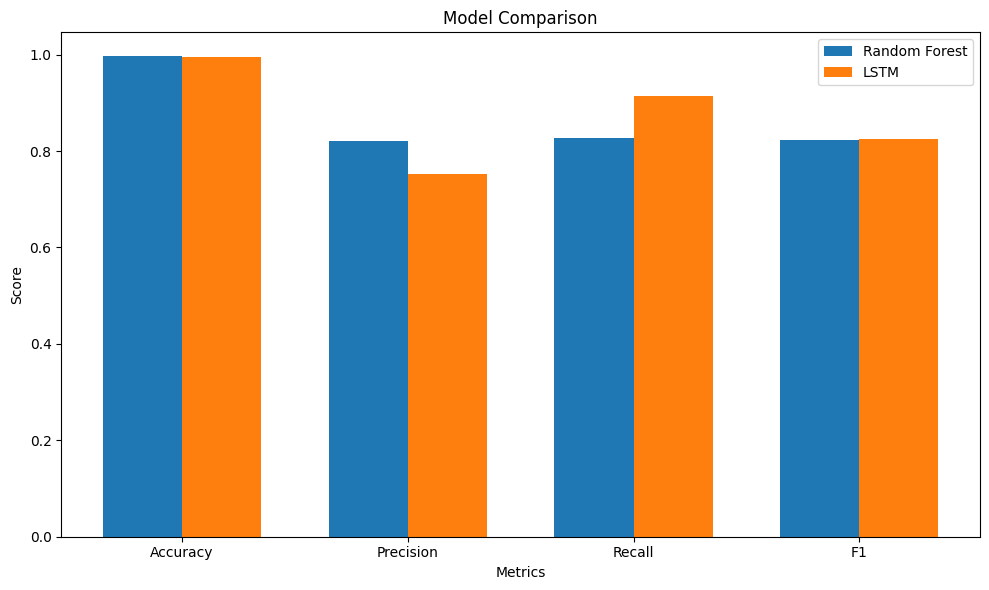 Model Comparison
Random Forest
LSTM
Score
1.0
0.8
0.6
0.4
0.2
0.0
Accuracy
Precision
Recall
F1
Metrics